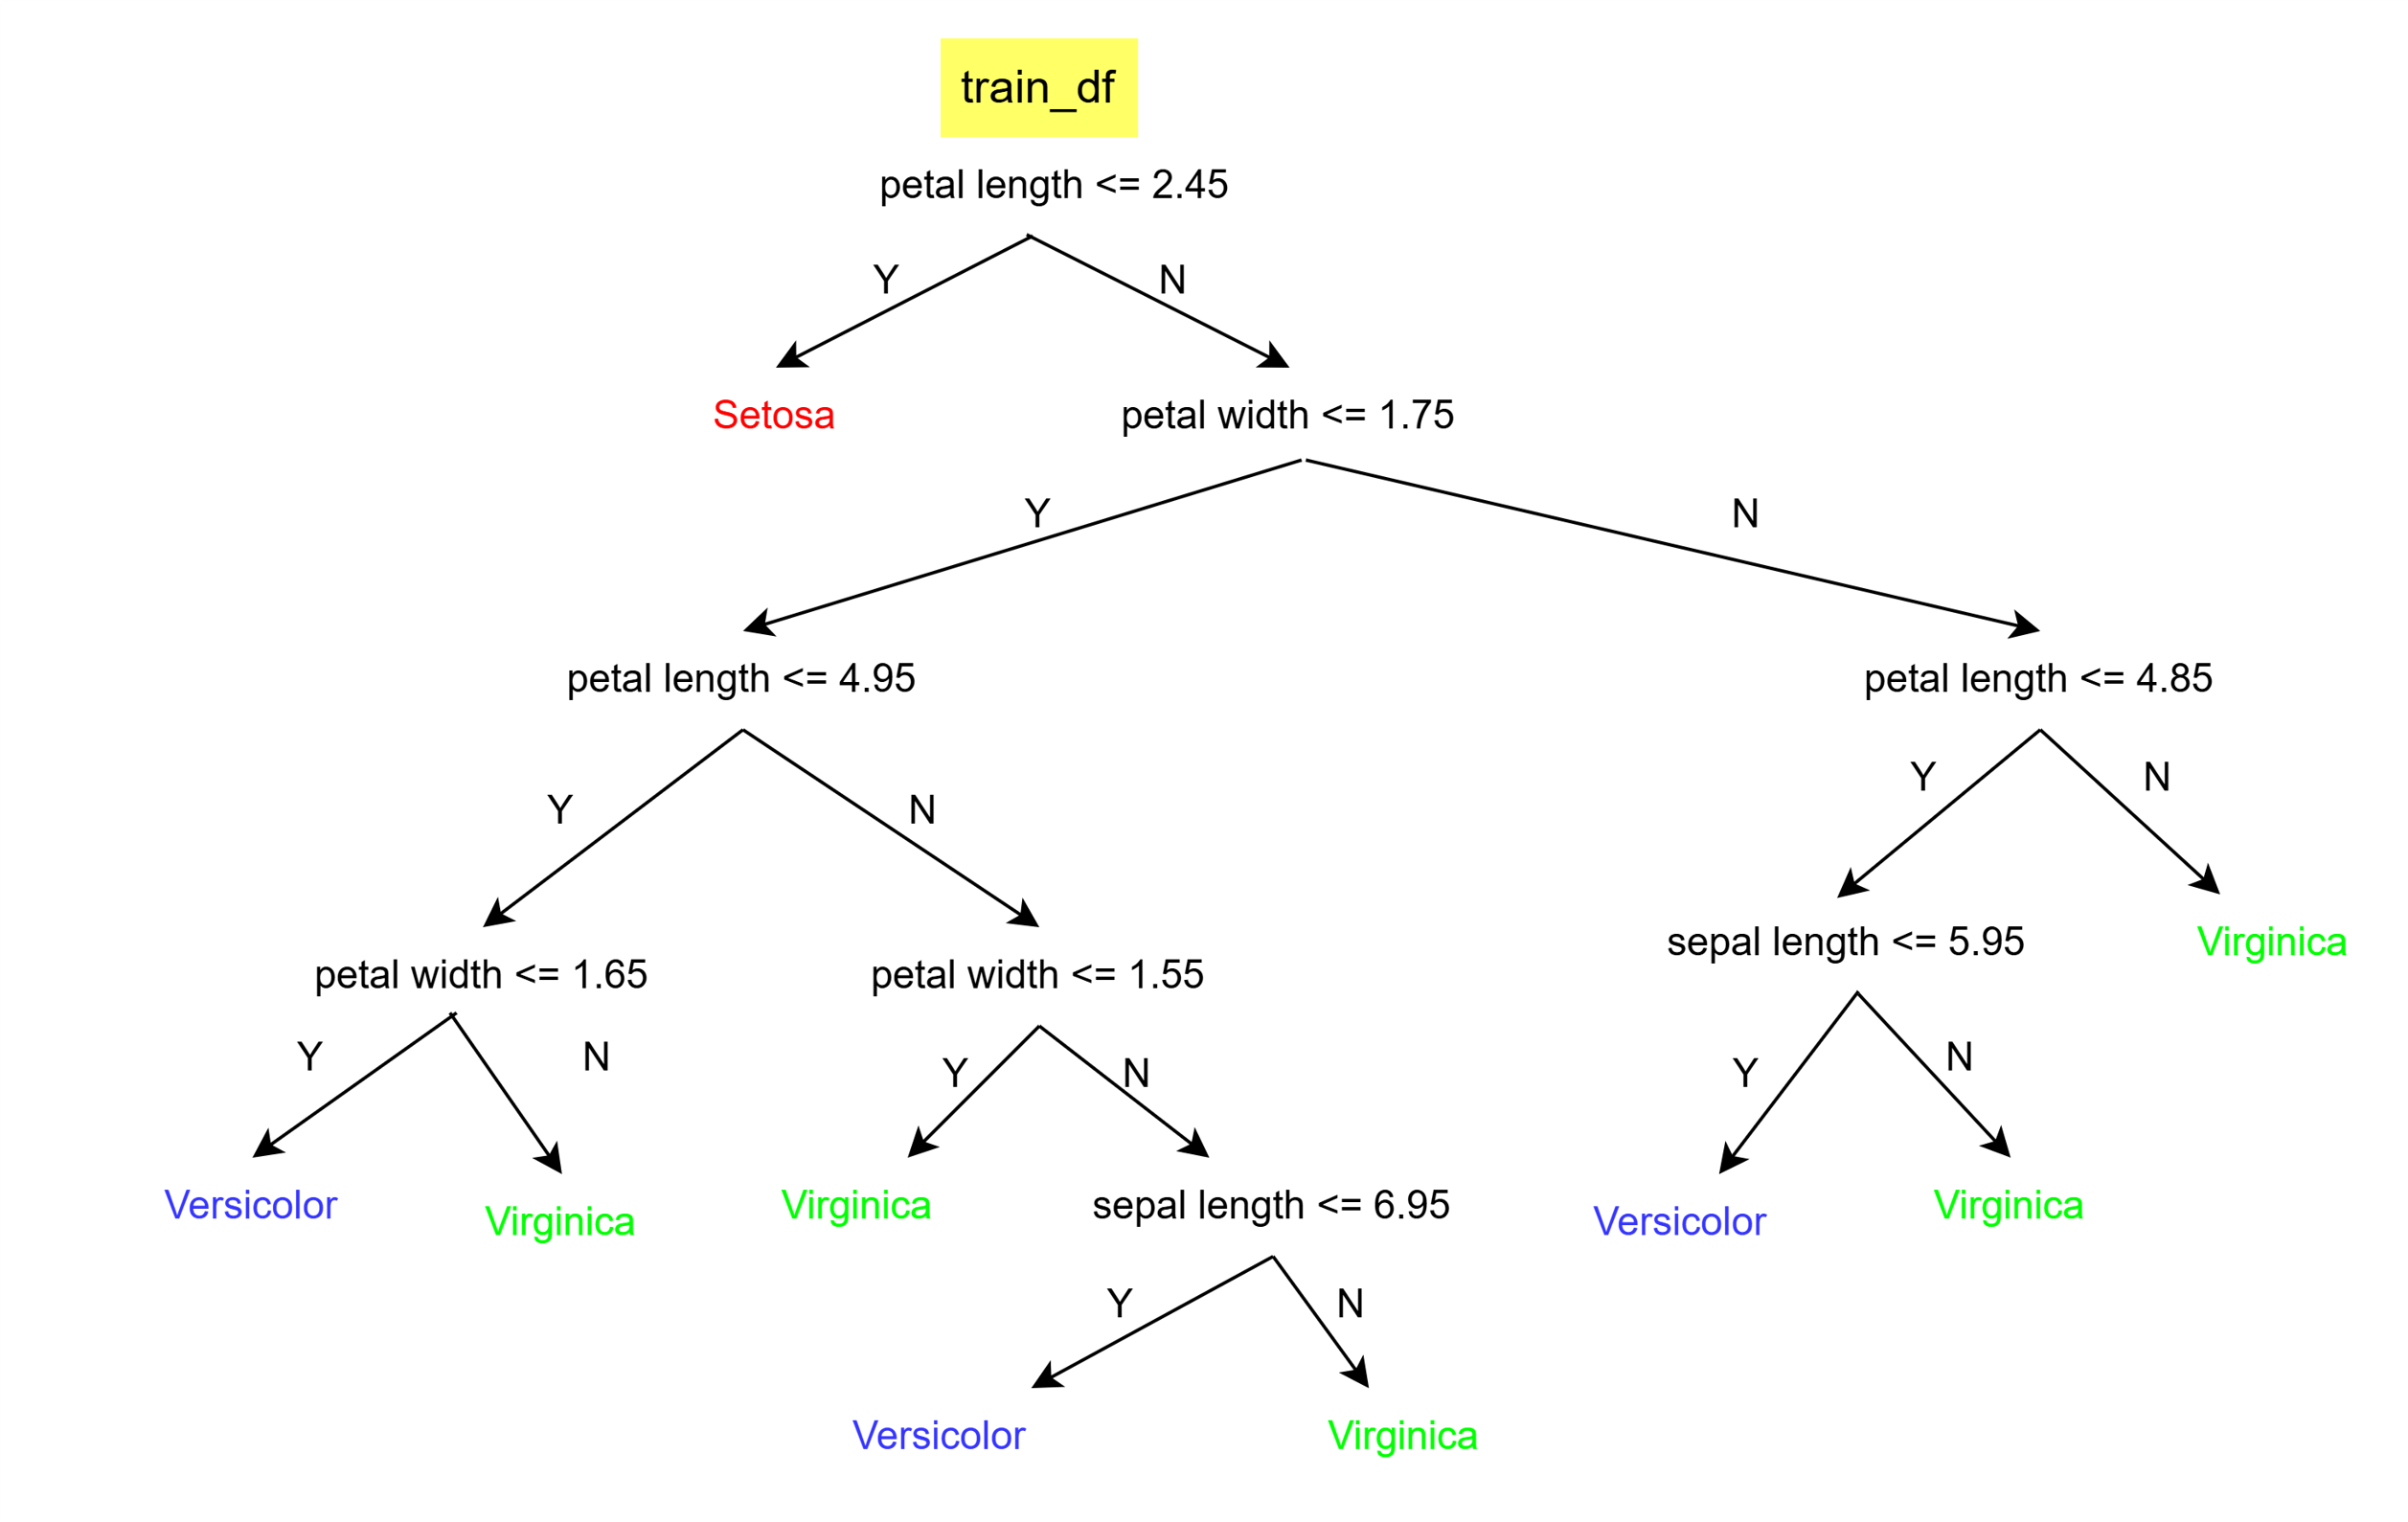 train_df
petal length <= 2.45
Y
N
Setosa
petal width <= 1.75
Y
N
petal length <= 4.95
petal length <= 4.85
Y
N
Y
N
petal width <= 1.65
petal width <= 1.55
sepal length <= 5.95
Virginica
Y
N
Y
N
Y
N
Versicolor
Virginica
Virginica
sepal length <= 6.95
Versicolor
Virginica
Y
N
Versicolor
Virginica